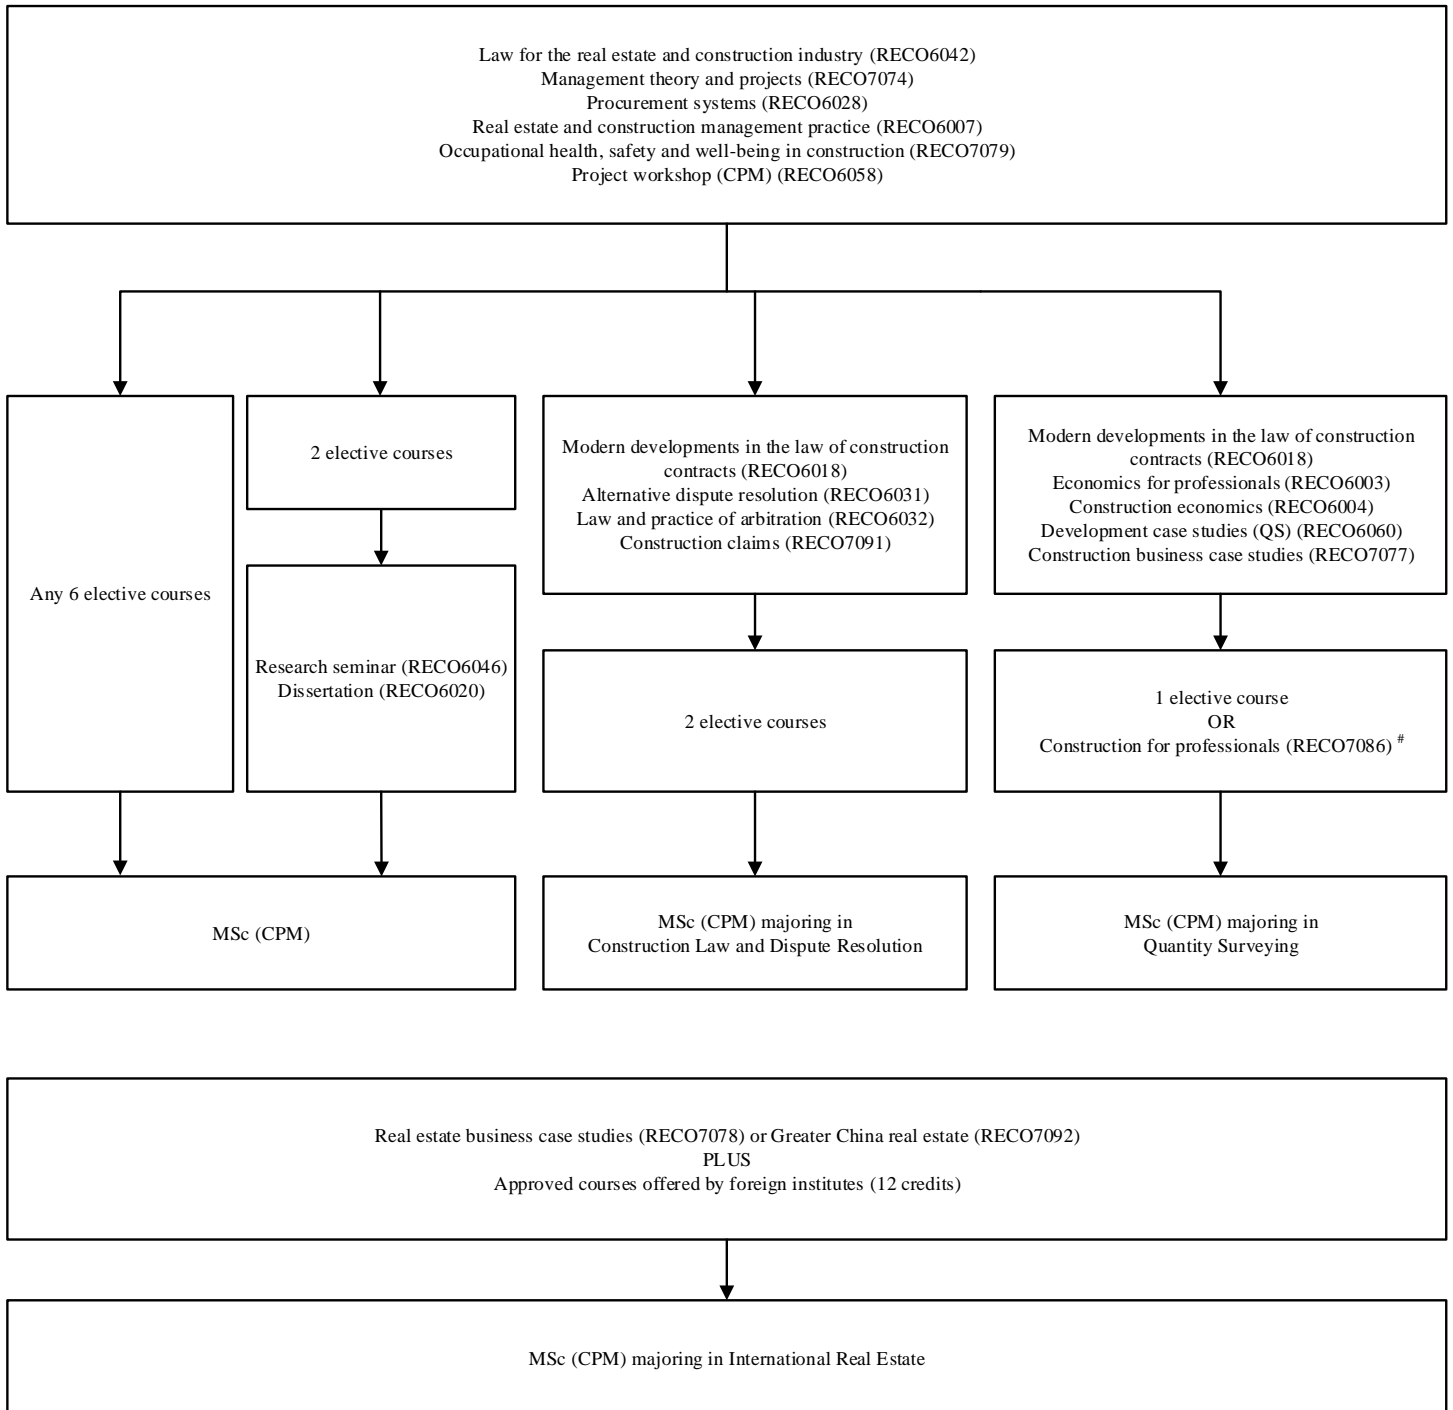 Law for the real estate and construction industry (RECO6042)
Management theory and projects (RECO7074)
Procurement systems (RECO6028)
Real estate and construction management practice (RECO6007)
Occupational health, safety and well-being in construction (RECO7079)
Project workshop (CPM) (RECO6058)
Any 6 elective courses
2 elective courses
Research seminar (RECO6046)
Dissertation (RECO6020)
MSc (CPM)
Modern developments in the law of construction
contracts (RECO6018)
Alternative dispute resolution (RECO6031)
Law and practice of arbitration (RECO6032)
Construction claims (RECO7091)
2 elective courses
MSc (CPM) majoring in
Construction Law and Dispute Resolution
Modern developments in the law of construction
contracts (RECO6018)
Economics for professionals (RECO6003)
Construction economics (RECO6004)
Development case studies (QS) (RECO6060)
Construction business case studies (RECO7077)
1 elective course
OR
Construction for professionals (RECO7086) #
MSc (CPM) majoring in
Quantity Surveying
Real estate business case studies (RECO7078) or Greater China real estate (RECO7092)
PLUS
Approved courses offered by foreign institutes (12 credits)
MSc (CPM) majoring in International Real Estate